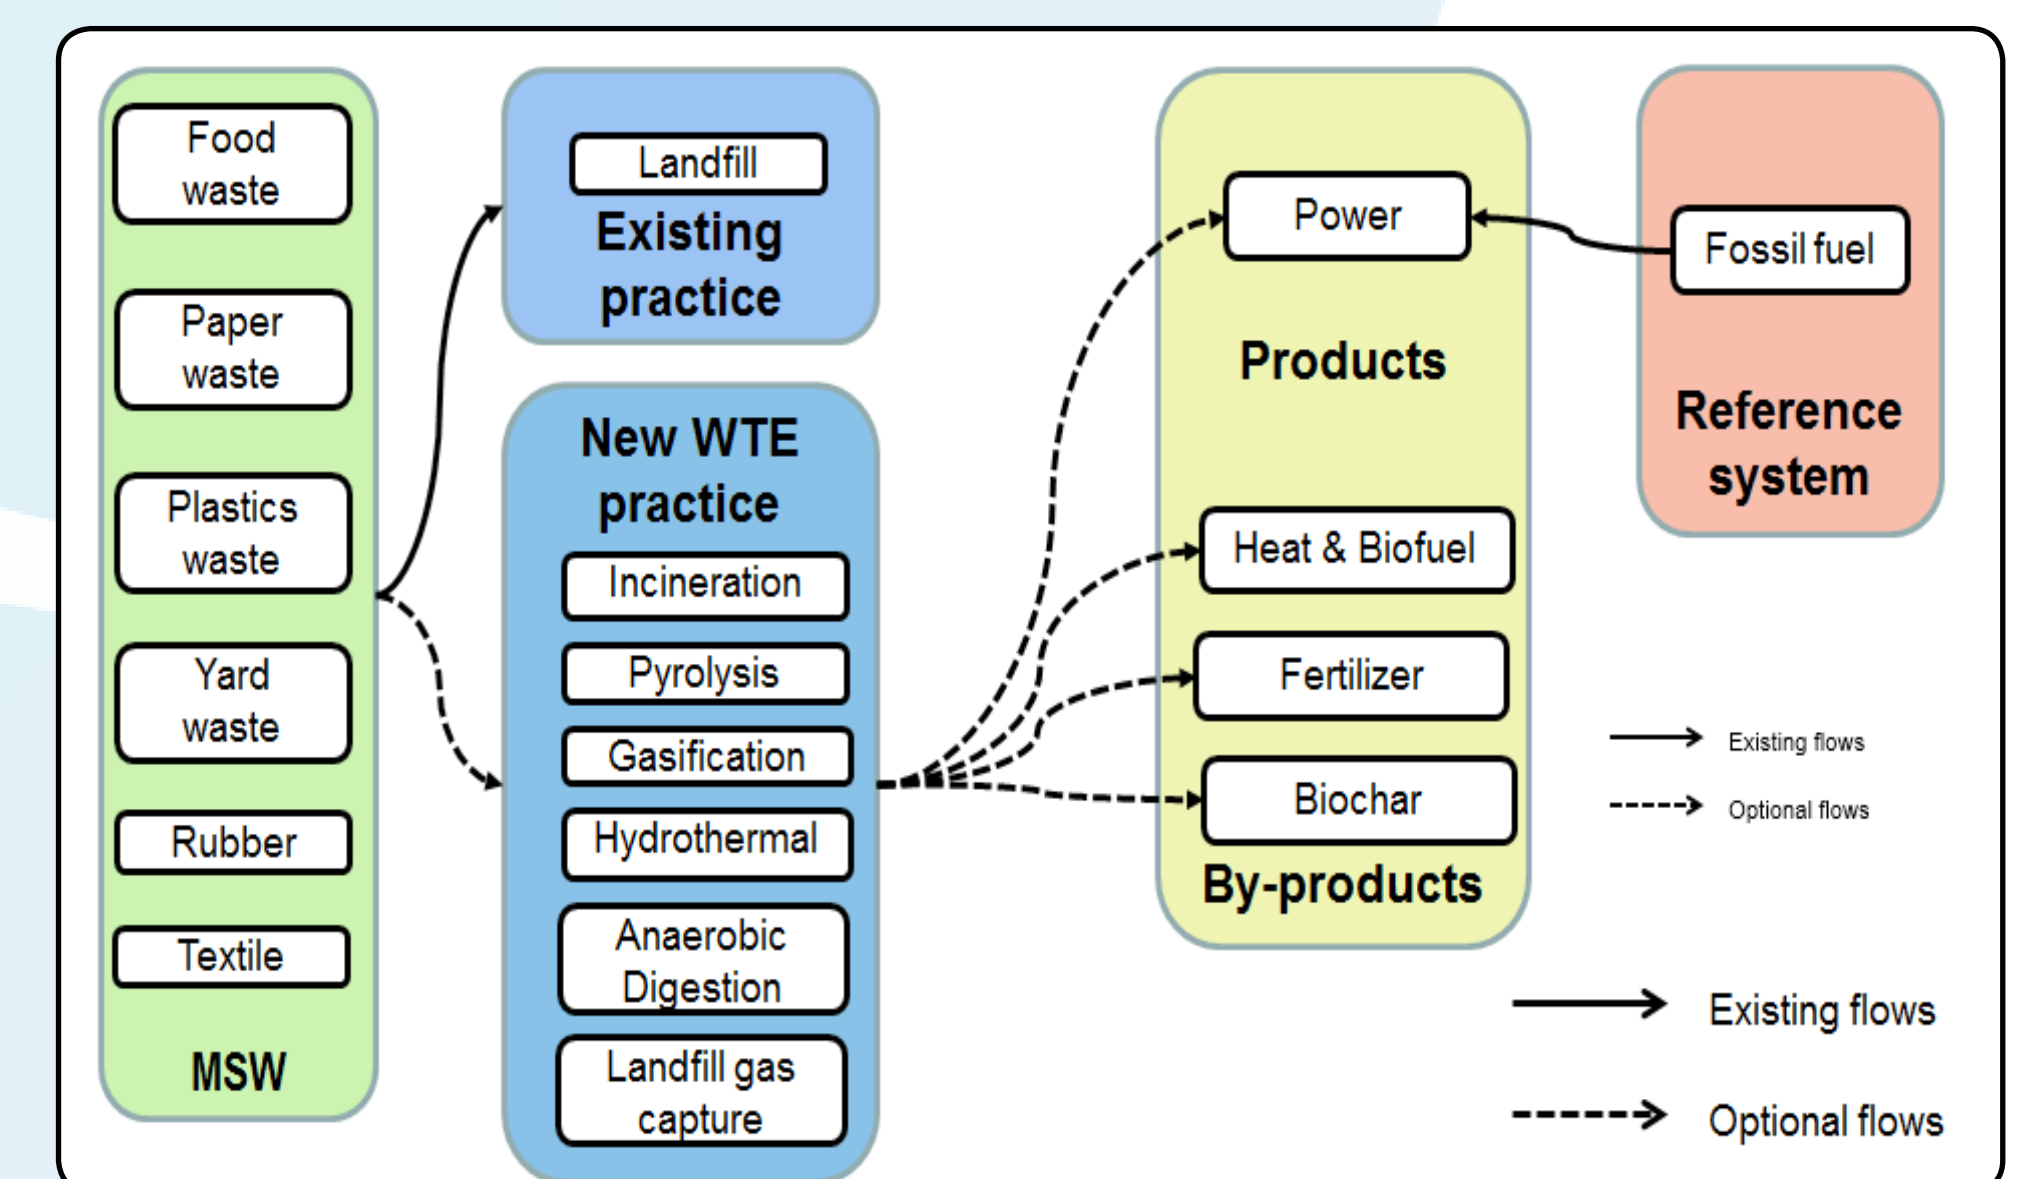 Food
waste
Paper
waste
Plastics
waste
Yard
waste
Rubber
Textile
MSW
Landfill
Existing
practice
New WTE
practice
Incineration
Pyrolysis
Gasification
Hydrothermal
Anaerobic
Digestion
Landfill gas
capture
Power
Products
Heat & Biofuel
Fertilizer
Biochar
By-products
Fossil fuel
Reference
system
Existing flows
Optional flows
Existing flows
Optional flows